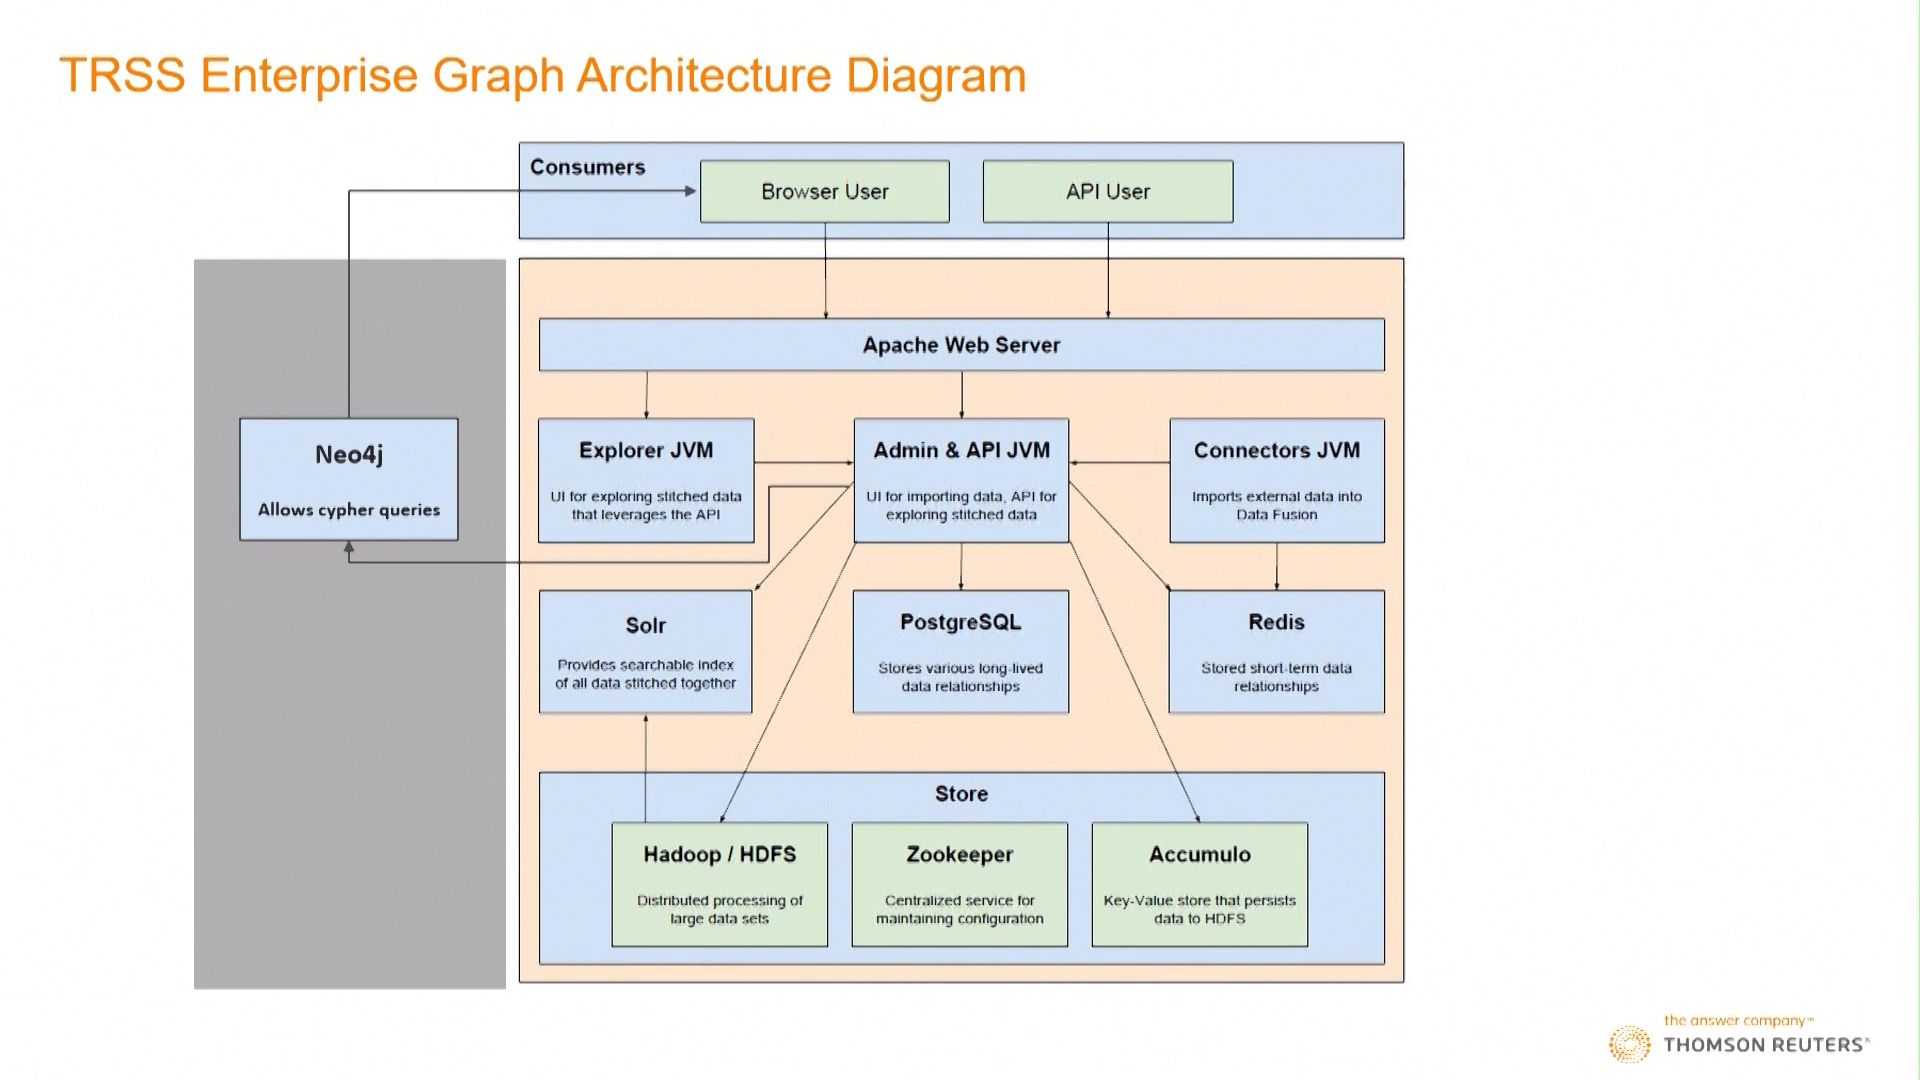 TRSS Enterprise Graph Architecture Diagram
Consumers
Browser User
API User
Apache Web Server
Neo4j
Allows cypher queries
Explorer JVM
UI for exploring stitched data
that leverages the API
Admin & API JVM
UI for importing data, API for
exploring stitched data
Connectors JVM
Imports external data into
Data Fusion
Solr
Provides searchable index
of all data stitched together
PostgreSQL
Stores various long-lived
data relationships
Redis
Stored short-term data
relationships
Store
Hadoop / HDFS
Distributed processing of
large data sets
Zookeeper
Centralized service for
maintaining configuration
Accumulo
Key-Value store that persists
data to HDFS
the answer company™
THOMSON REUTERS®